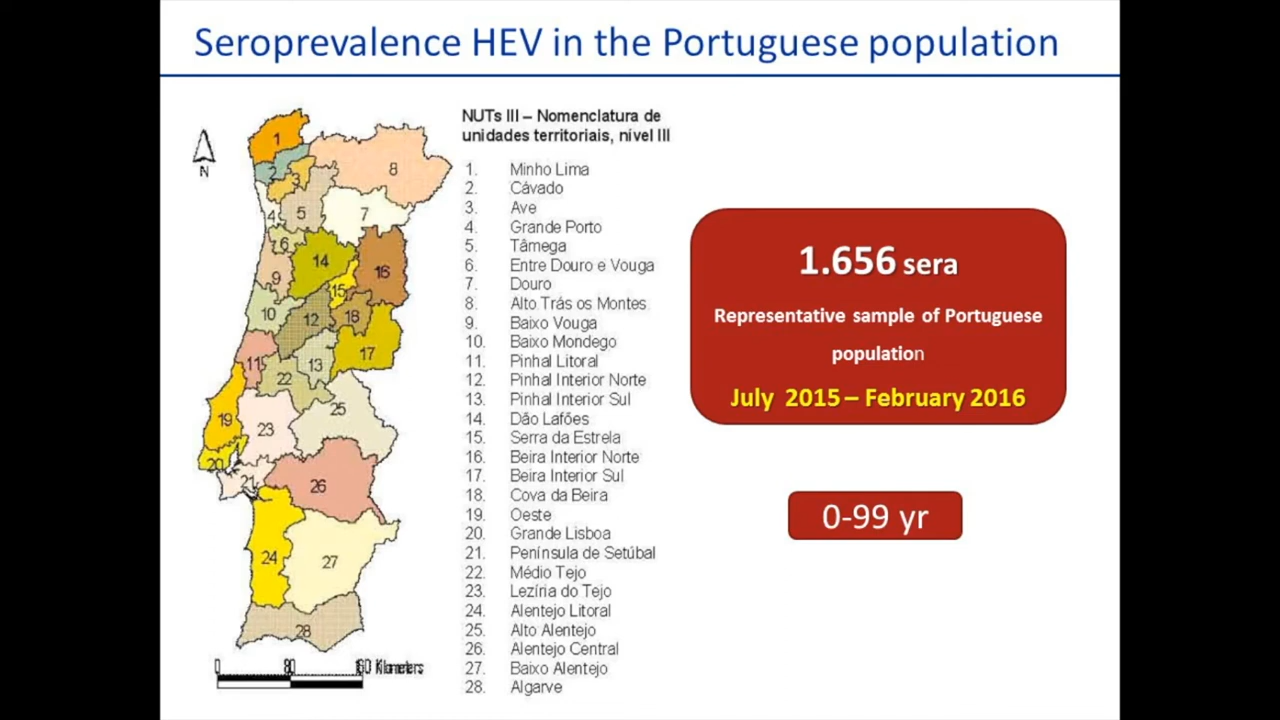 Seroprevalence HEV in the Portuguese population
NUTs III – Nomenclatura de
unidades territoriais, nível III
1. Minho Lima
2. Cávado
3. Ave
4. Grande Porto
5. Tâmega
6. Entre Douro e Vouga
7. Douro
8. Alto Trás os Montes
9. Baixo Vouga
10. Baixo Mondego
11. Pinhal Litoral
12. Pinhal Interior Norte
13. Pinhal Interior Sul
14. Dão Lafões
15. Serra da Estrela
16. Beira Interior Norte
17. Beira Interior Sul
18. Cova da Beira
19. Oeste
20. Grande Lisboa
21. Península de Setúbal
22. Médio Tejo
23. Lezíria do Tejo
24. Alentejo Litoral
25. Alto Alentejo
26. Alentejo Central
27. Baixo Alentejo
28. Algarve
N
1
2
3
8
4
5
7
6
14
16
9
15
10
12
18
11
13
17
22
19
23
25
20
21
26
24
27
28
0 80 160 Kilometers
1.656 sera
Representative sample of Portuguese
population
July 2015 – February 2016
0-99 yr